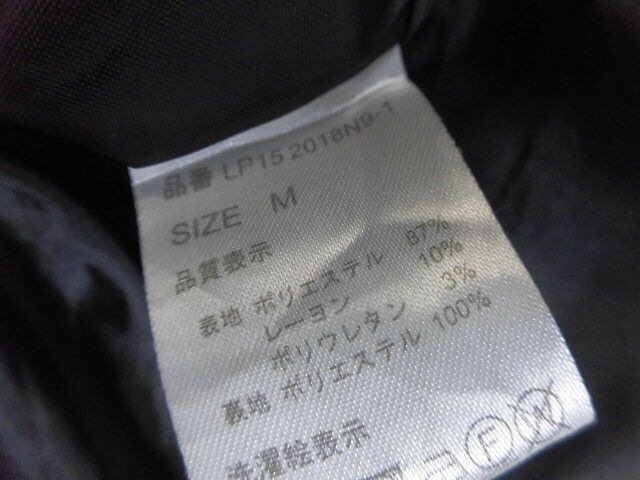 品番 LP15 2018N9-1
SIZE M
品質表示
表地 ポリエステル 87%
レーヨン 10%
ポリウレタン 3%
裏地 ポリエステル 100%
洗濯絵表示
F W